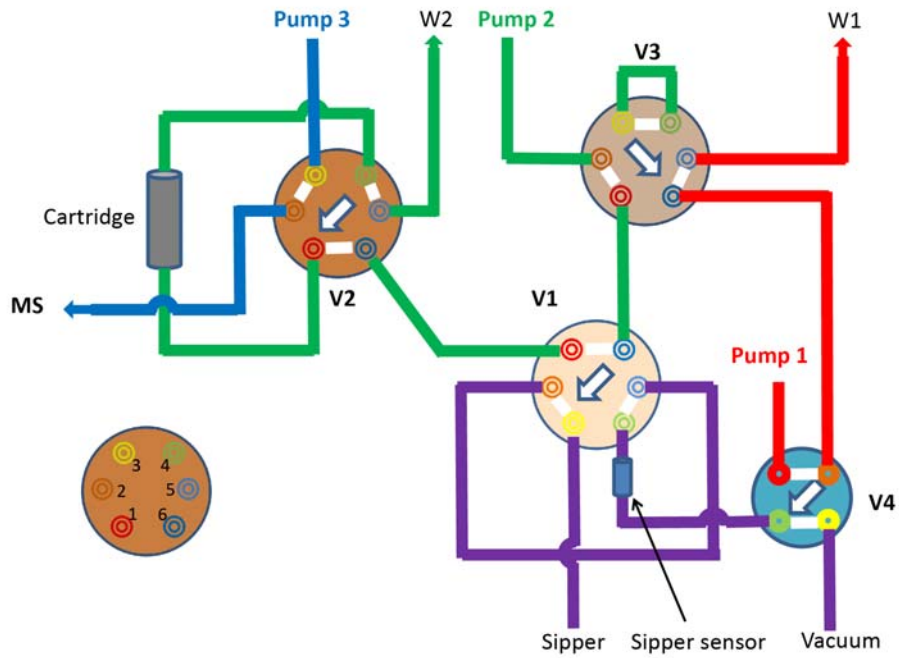 Pump 3
W2
Pump 2
W1
V3
Cartridge
V2
V1
MS
Pump 1
3 4
2 5
1 6
V4
Sipper
Sipper sensor
Vacuum